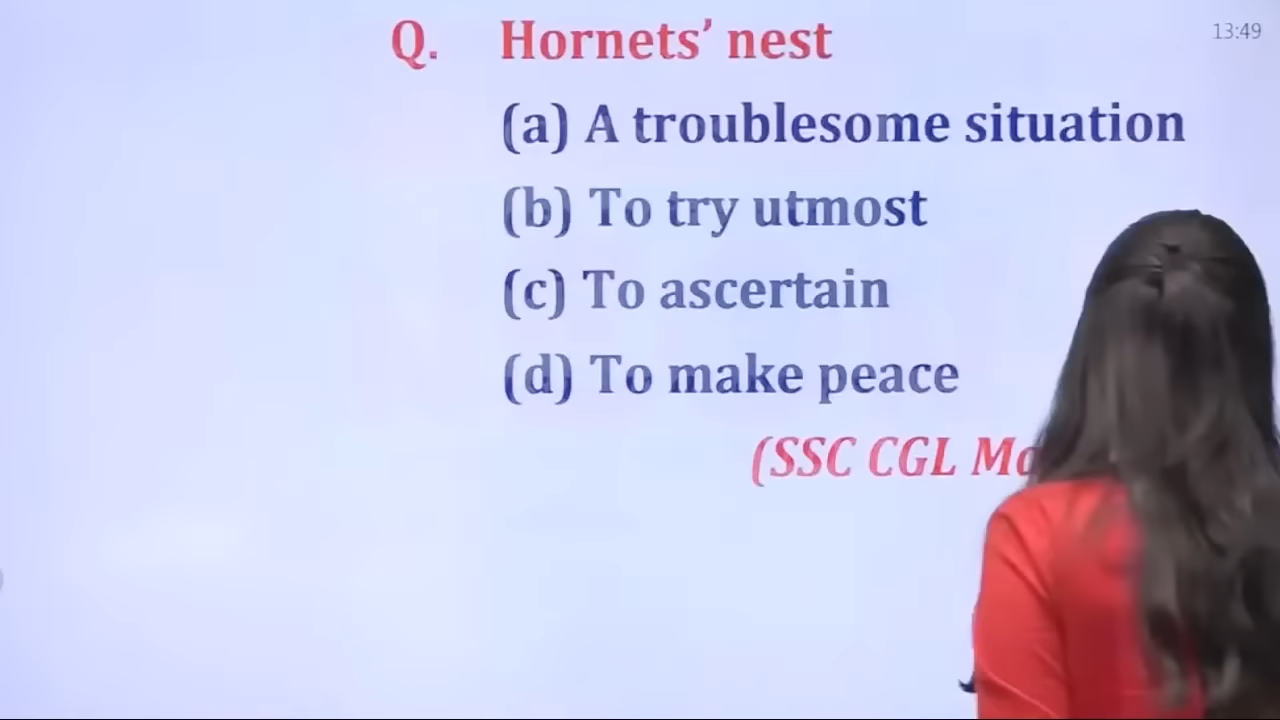 13:49
Q. Hornets’ nest
(a) A troublesome situation
(b) To try utmost
(c) To ascertain
(d) To make peace
(SSC CGL